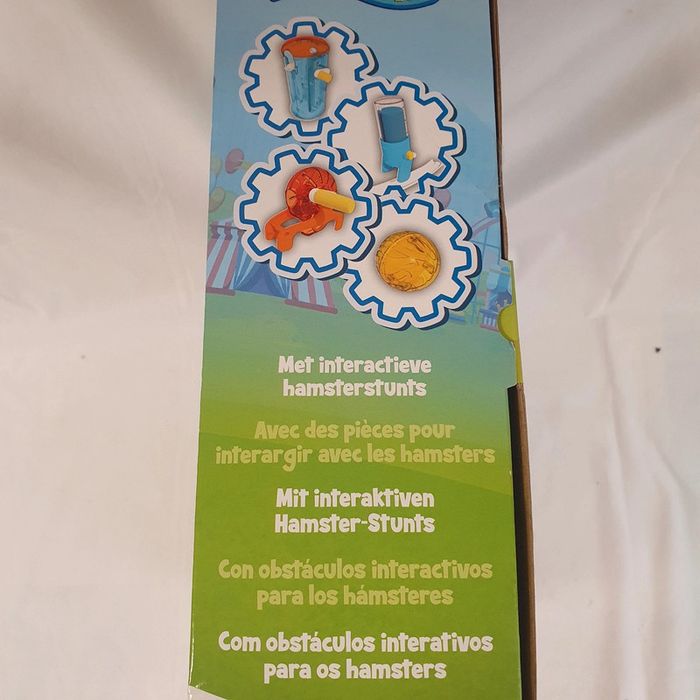 Met interactieve
hamsterstunts
Avec des pièces pour
interargir avec les hamsters
Mit interaktiven
Hamster-Stunts
Con obstáculos interactivos
para los hámsteres
Com obstáculos interativos
para os hamsters